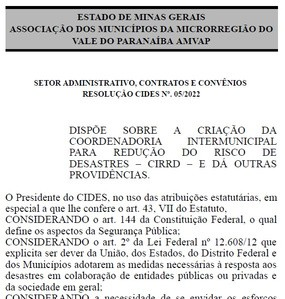 ESTADO DE MINAS GERAIS
ASSOCIAÇÃO DOS MUNICÍPIOS DA MICRORREGIÃO DO
VALE DO PARANAÍBA AMVAP
SETOR ADMINISTRATIVO, CONTRATOS E CONVÊNIOS
RESOLUÇÃO CIDES Nº. 05/2022
DISPÕE SOBRE A CRIAÇÃO DA
COORDENADORIA INTERMUNICIPAL
PARA REDUÇÃO DO RISCO DE
DESASTRES – CIRRD – E DÁ OUTRAS
PROVIDÊNCIAS.
O Presidente do CIDES, no uso das atribuições estatutárias, em
especial a que lhe confere o art. 43, VII do Estatuto,
CONSIDERANDO o art. 144 da Constituição Federal, o qual
define os aspectos da Segurança Pública;
CONSIDERANDO o art. 2º da Lei Federal nº 12.608/12 que
explicita ser dever da União, dos Estados, do Distrito Federal e
dos Municípios adotarem as medidas necessárias à resposta aos
desastres em colaboração de entidades públicas ou privadas e
da sociedade em geral;
CONSIDERANDO a necessidade de se envidar os esforços